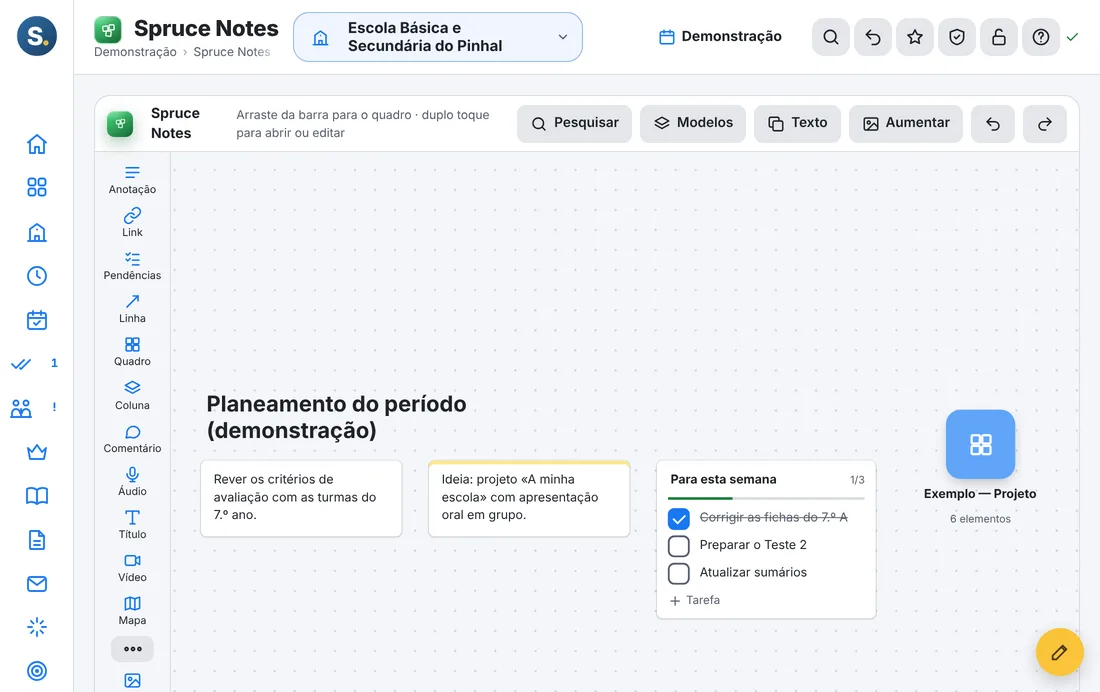 S.
Spruce Notes
Demonstração › Spruce Notes
Escola Básica e
Secundária do Pinhal
Demonstração
Spruce
Notes
Arraste da barra para o quadro · duplo toque
para abrir ou editar
Pesquisar
Modelos
Texto
Aumentar
1
!
Anotação
Link
Pendências
Linha
Quadro
Coluna
Comentário
Áudio
Título
Vídeo
Mapa
Planeamento do período
(demonstração)
Rever os critérios de
avaliação com as turmas do
7.º ano.
Ideia: projeto «A minha
escola» com apresentação
oral em grupo.
Para esta semana
1/3
Corrigir as fichas do 7.º A
Preparar o Teste 2
Atualizar sumários
+ Tarefa
Exemplo — Projeto
6 elementos